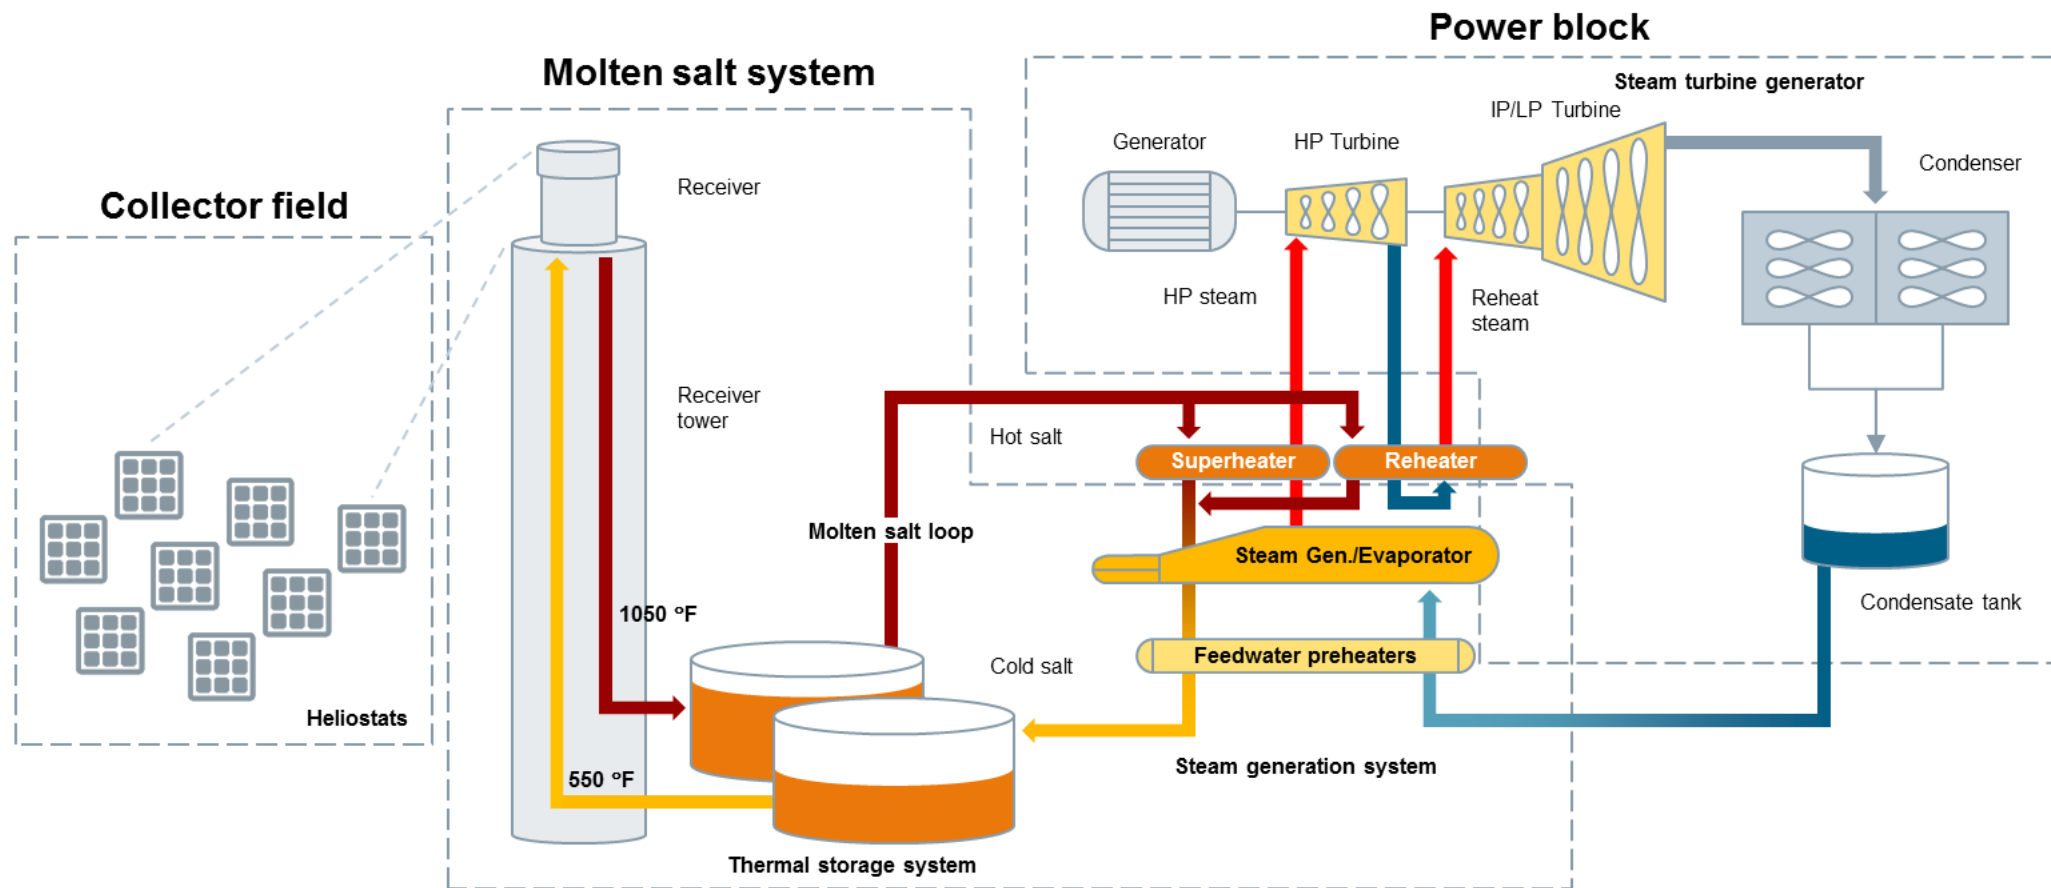 Power block
Molten salt system
Steam turbine generator
IP/LP Turbine
Generator
HP Turbine
Condenser
Receiver
Collector field
HP steam
Reheat
steam
Receiver
tower
Hot salt
Superheater
Reheater
Molten salt loop
Steam Gen./Evaporator
1050 °F
Condensate tank
Cold salt
Feedwater preheaters
Heliostats
550 °F
Steam generation system
Thermal storage system